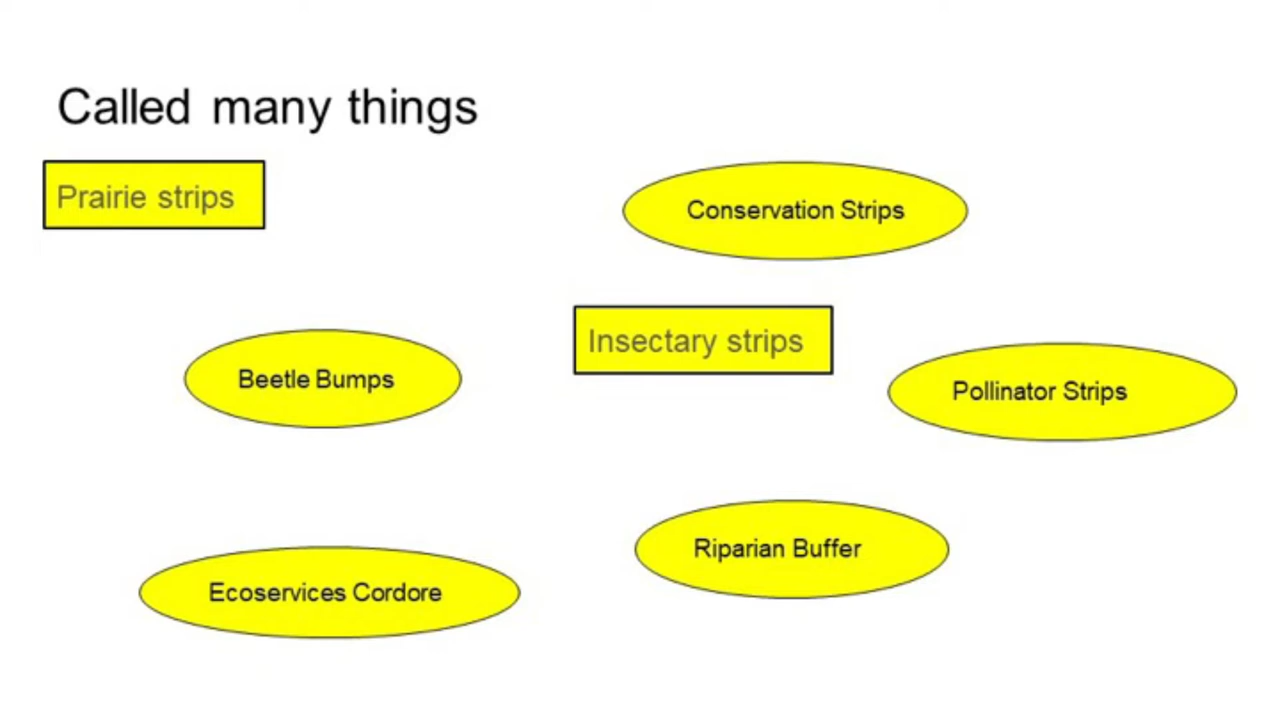 Called many things
Prairie strips
Conservation Strips
Insectary strips
Beetle Bumps
Pollinator Strips
Riparian Buffer
Ecoservices Cordore